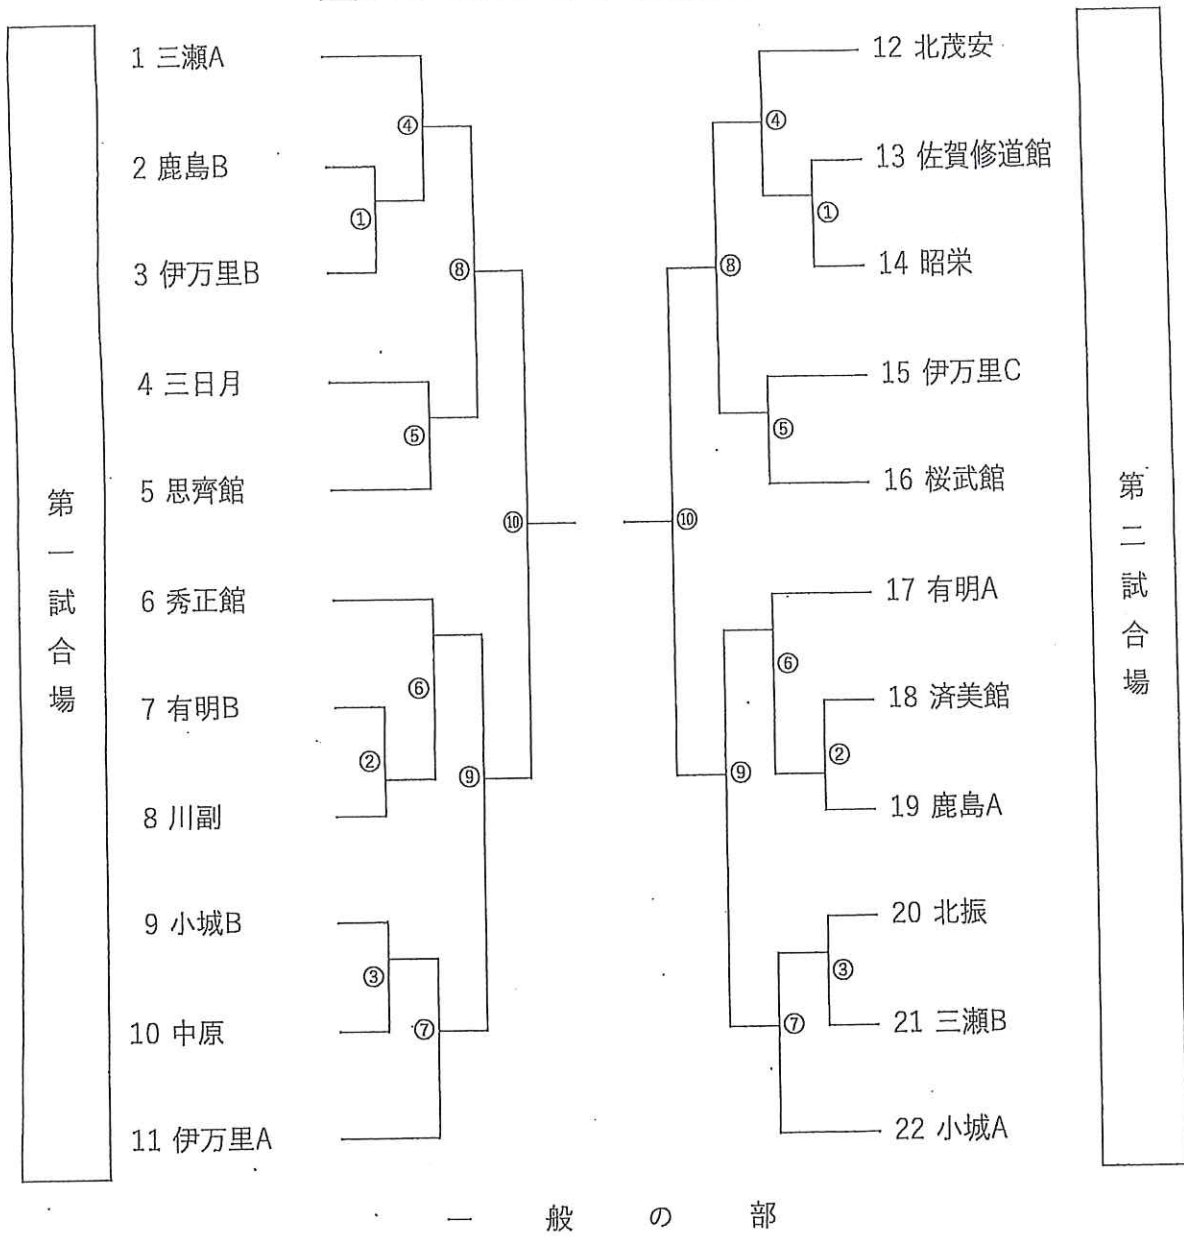 第一試合場
1 三瀬A
④
2 鹿島B
①
3 伊万里B
⑧
4 三日月
⑤
5 思齊館
⑩
6 秀正館
⑥
7 有明B
②
⑨
8 川副
9 小城B
③
10 中原
⑦
11 伊万里A
12 北茂安
④
13 佐賀修道館
①
14 昭栄
⑧
15 伊万里C
⑤
16 桜武館
⑩
17 有明A
⑥
18 済美館
②
⑨
19 鹿島A
20 北振
③
21 三瀬B
⑦
22 小城A
第二試合場
一般の部